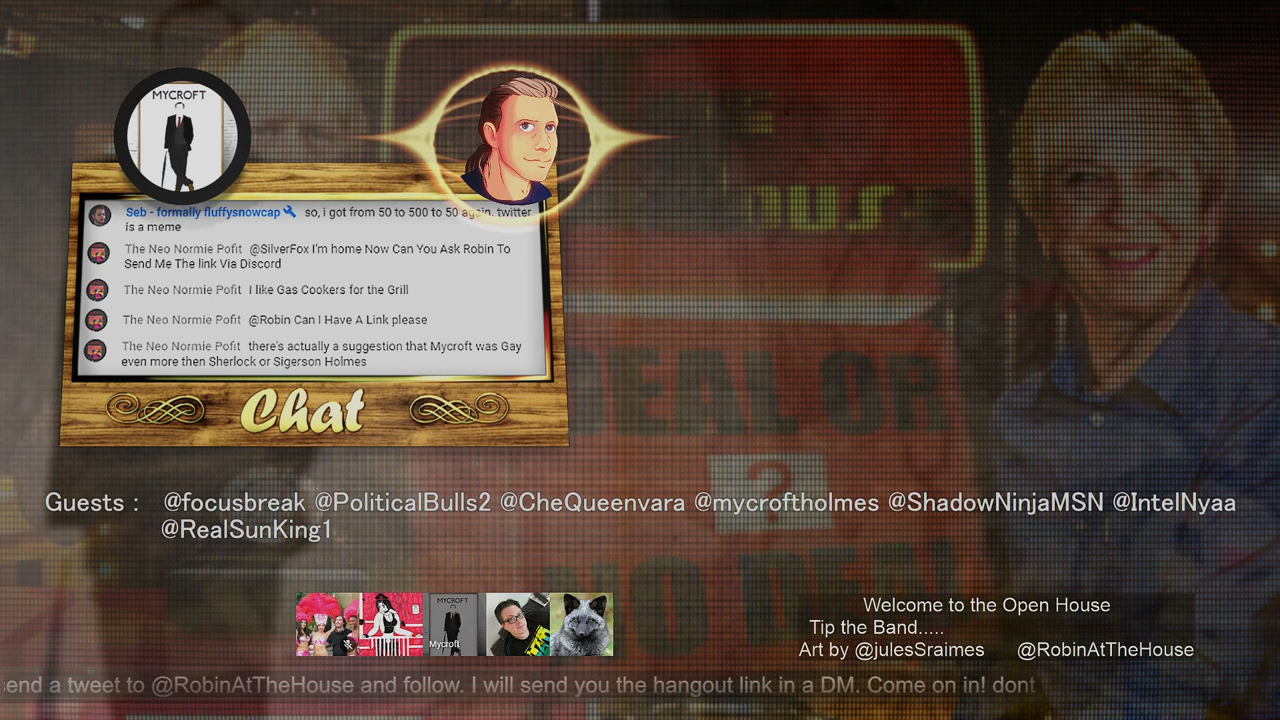 MYCROFT
Seb - formally fluffysnowcap so, i got from 50 to 500 to 50 again. twitter
is a meme
The Neo Normie Pofit @SilverFox I'm home Now Can You Ask Robin To
Send Me The link Via Discord
The Neo Normie Pofit I like Gas Cookers for the Grill
The Neo Normie Pofit @Robin Can I Have A Link please
The Neo Normie Pofit there's actually a suggestion that Mycroft was Gay
even more then Sherlock or Sigerson Holmes
Chat
DEAL OR
?
NO DEAL
Guests : @focusbreak @PoliticalBulls2 @CheQueenvara @mycroftholmes @ShadowNinjaMSN @IntelNyaa
@RealSunKing1
MYCROFT
Mycroft
Welcome to the Open House
Tip the Band.....
Art by @julesSraimes @RobinAtTheHouse
end a tweet to @RobinAtTheHouse and follow. I will send you the hangout link in a DM. Come on in! dont